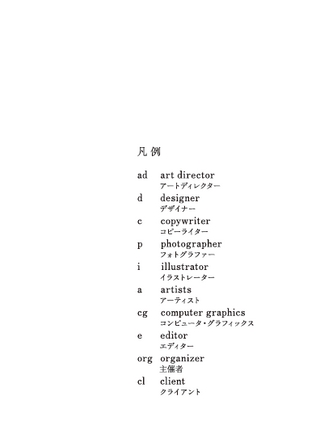 凡例
ad art director
アートディレクター
d designer
デザイナー
c copywriter
コピーライター
p photographer
フォトグラファー
i illustrator
イラストレーター
a artists
アーティスト
cg computer graphics
コンピュータ・グラフィックス
e editor
エディター
org organizer
主催者
cl client
クライアント